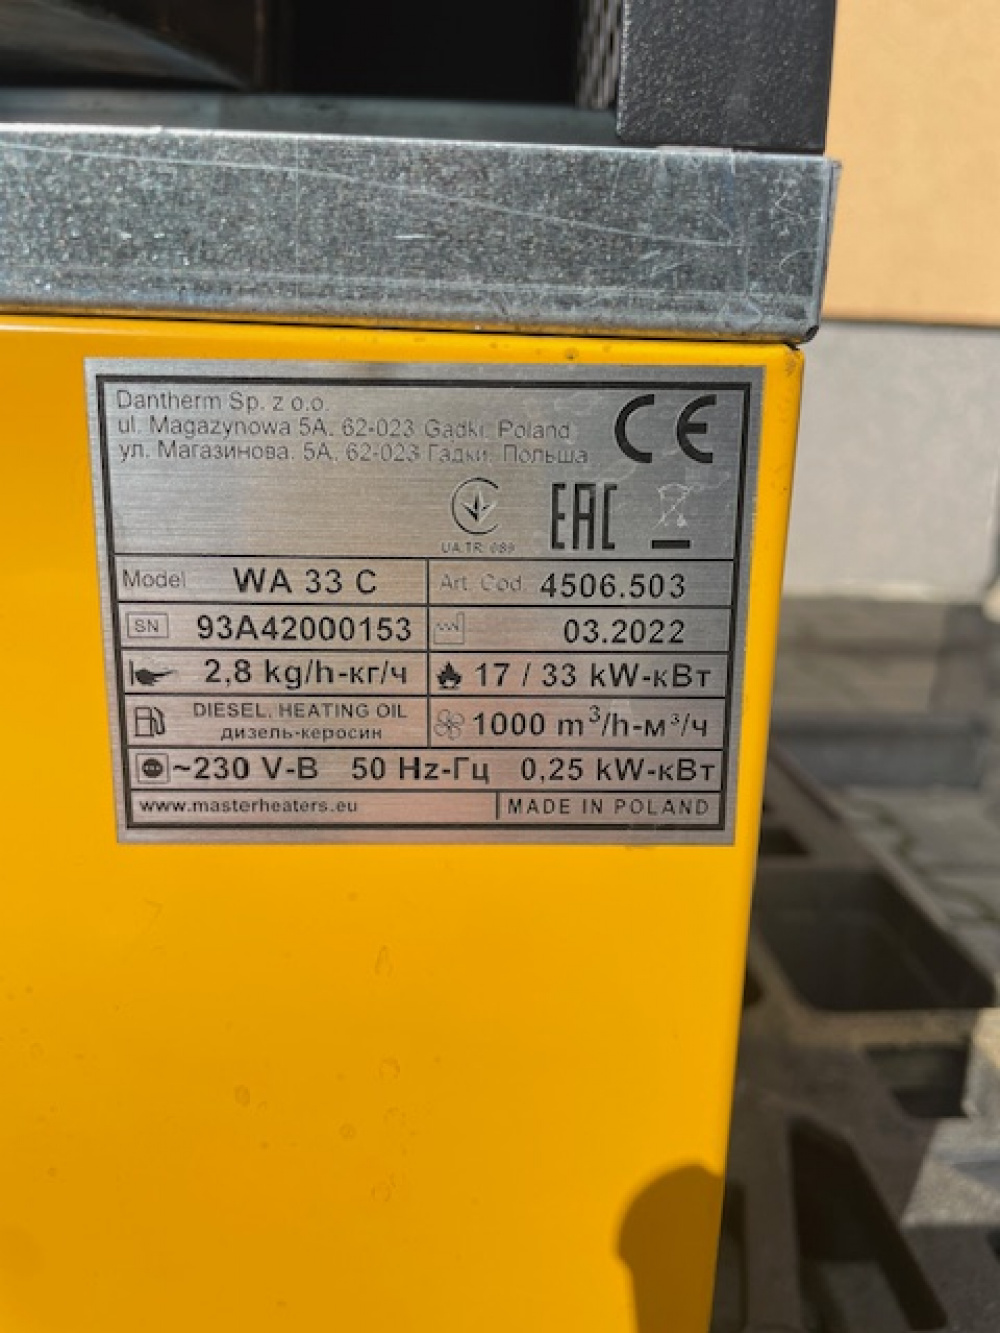 Dantherm Sp. z o.o.
ul. Magazynowa 5A, 62-023 Gądki, Poland
ул. Магазинова, 5A, 62-023 Гадки, Польша
CE
UA.TR. 089
EAC
Model WA 33 C Art. Cod 4506.503
SN 93A42000153 03.2022
2,8 kg/h-кг/ч 17 / 33 kW-кВт
DIESEL, HEATING OIL
дизель-керосин
1000 m³/h-м³/ч
~230 V-В 50 Hz-Гц 0,25 kW-кВт
www.masterheaters.eu MADE IN POLAND